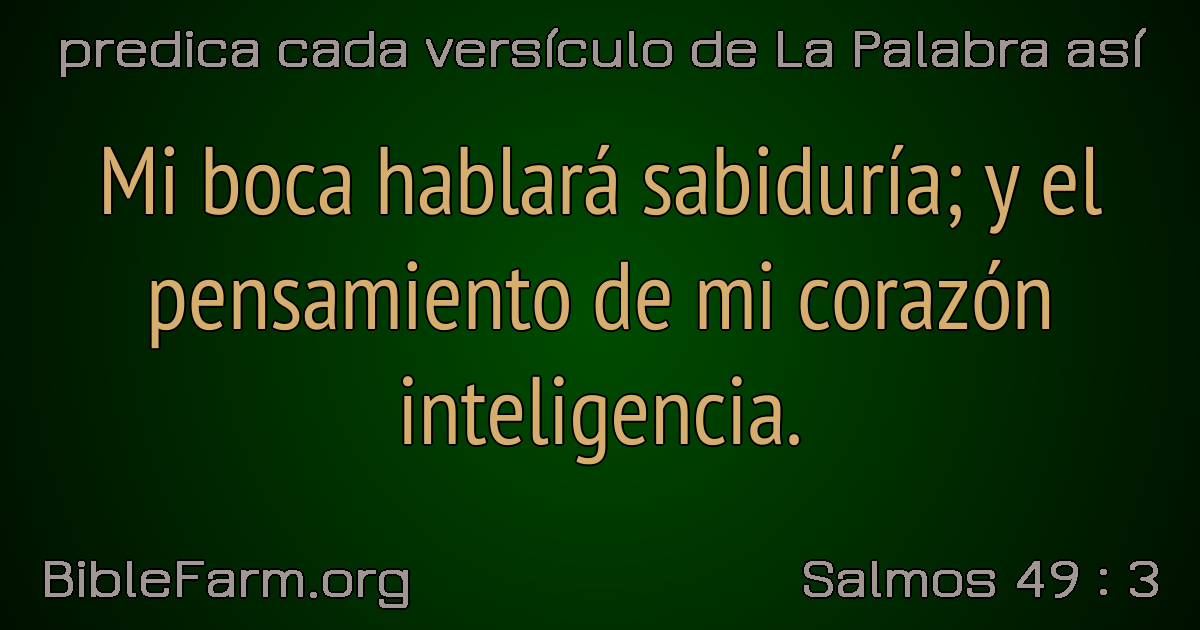 predica cada versículo de La Palabra así
Mi boca hablará sabiduría; y el
pensamiento de mi corazón
inteligencia.
BibleFarm.org
Salmos 49 : 3